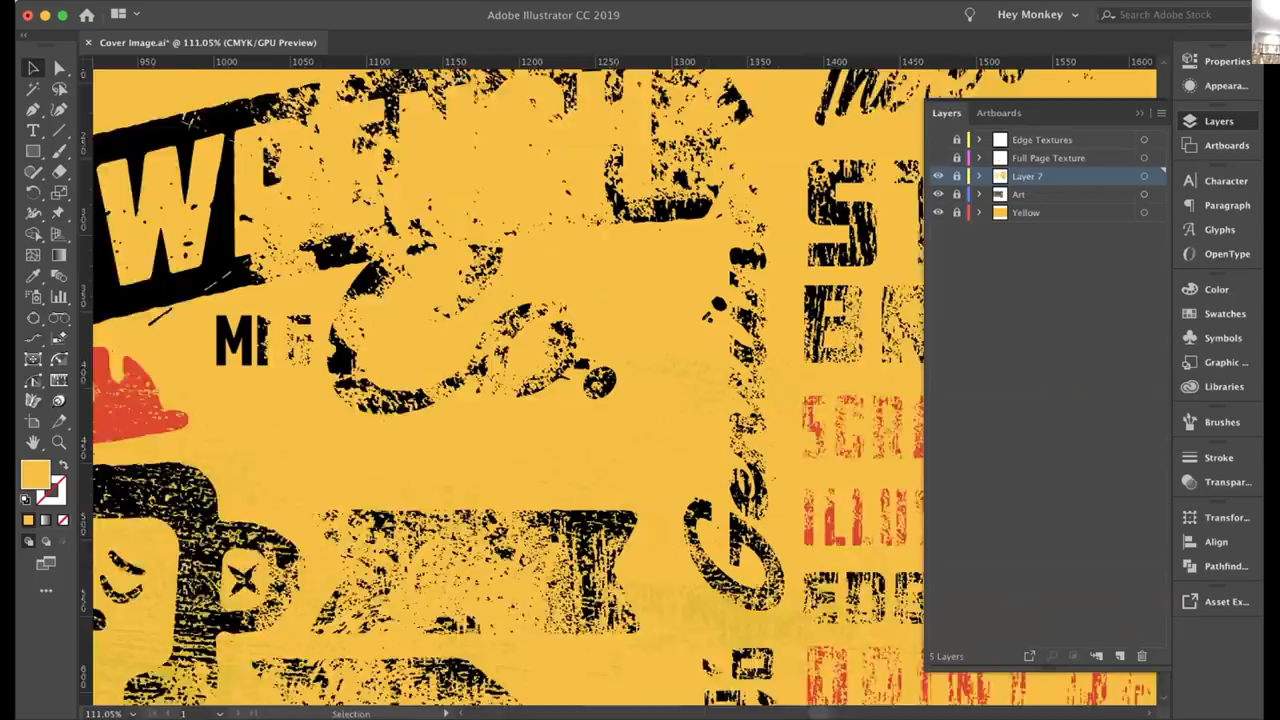 Adobe Illustrator CC 2019
Hey Monkey
Search Adobe Stock
Cover Image.ai* @ 111.05% (CMYK/GPU Preview)
950 1000 1100 1150 1200 1250 1300 1350 1400 1450 1500 1550 1600
W
Co.
Genuin
Layers
Artboards
Edge Textures
Full Page Texture
Layer 7
Art
Yellow
5 Layers
Properties
Appeara...
Layers
Artboards
Character
Paragraph
Glyphs
OpenType
Color
Swatches
Symbols
Graphic ...
Libraries
Brushes
Stroke
Transpar...
Transfor...
Align
Pathfind...
Asset Ex...
111.05%
1
Selection